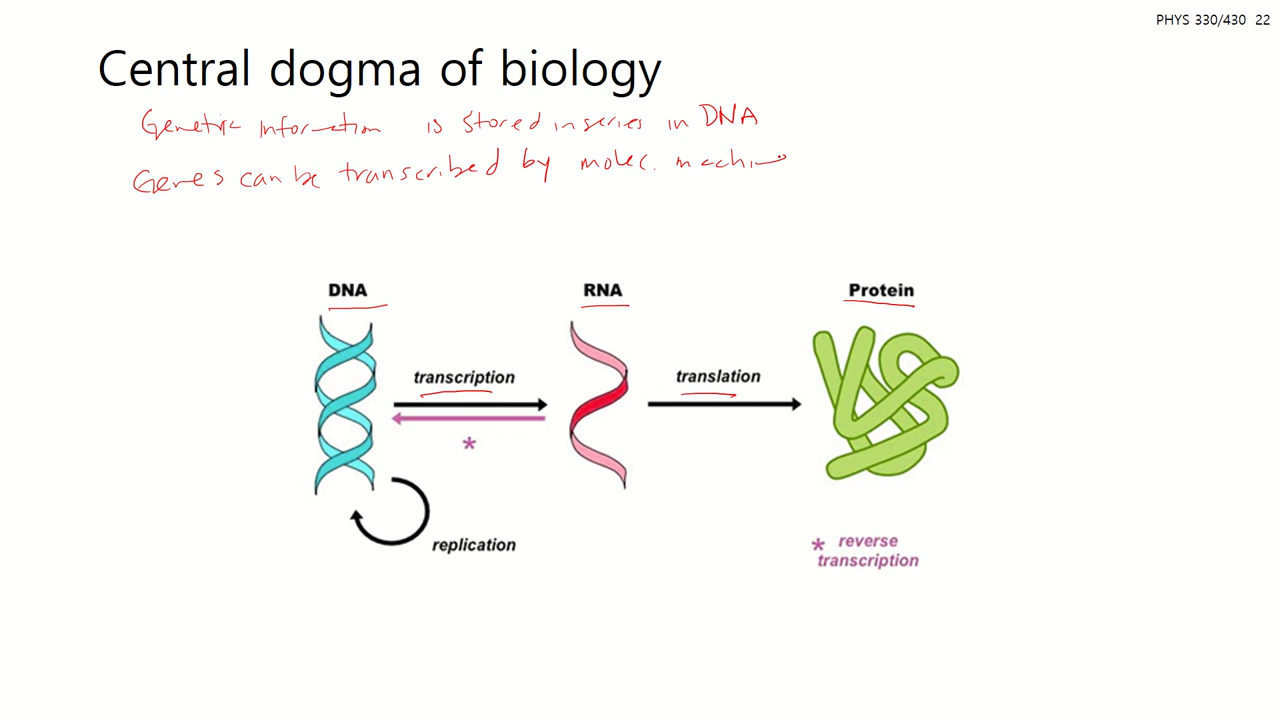 PHYS 330/430 22
Central dogma of biology
Genetic information is stored in series in DNA
Genes can be transcribed by molec.
DNA
RNA
Protein
transcription
translation
*
replication
* reverse
transcription